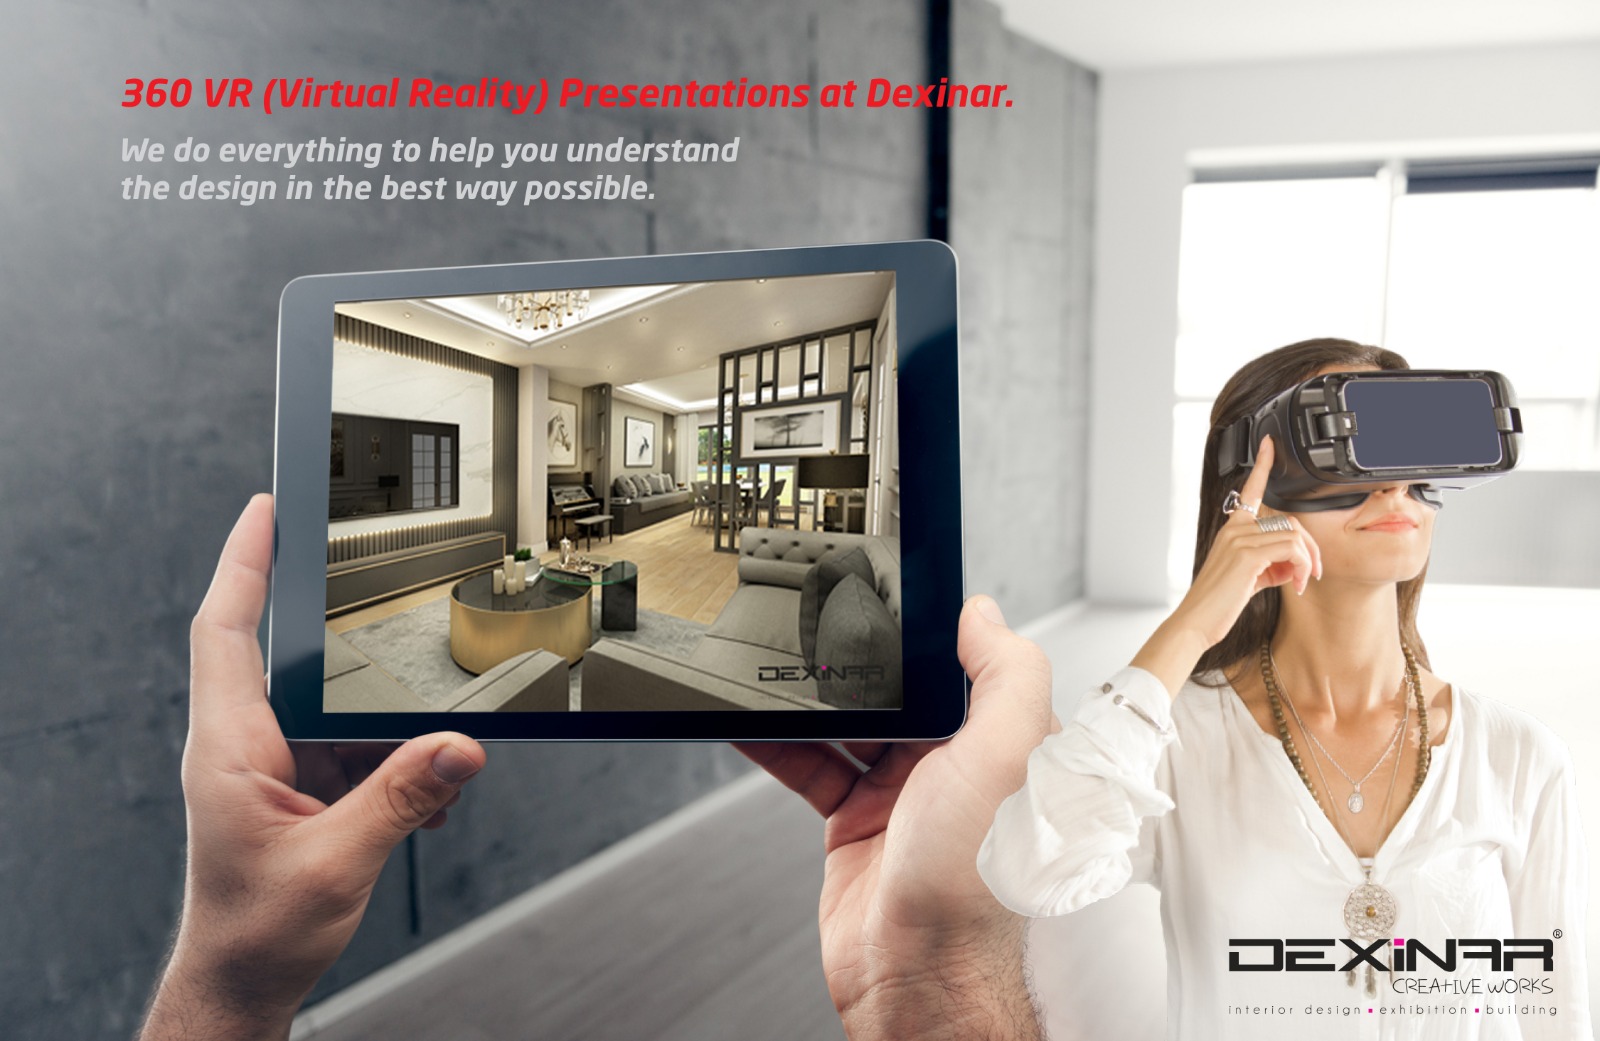 360 VR (Virtual Reality) Presentations at Dexinar.
We do everything to help you understand
the design in the best way possible.
DEXiNAR
DEXiNAR®
CREATIVE WORKS
interior design ▪ exhibition ▪ building